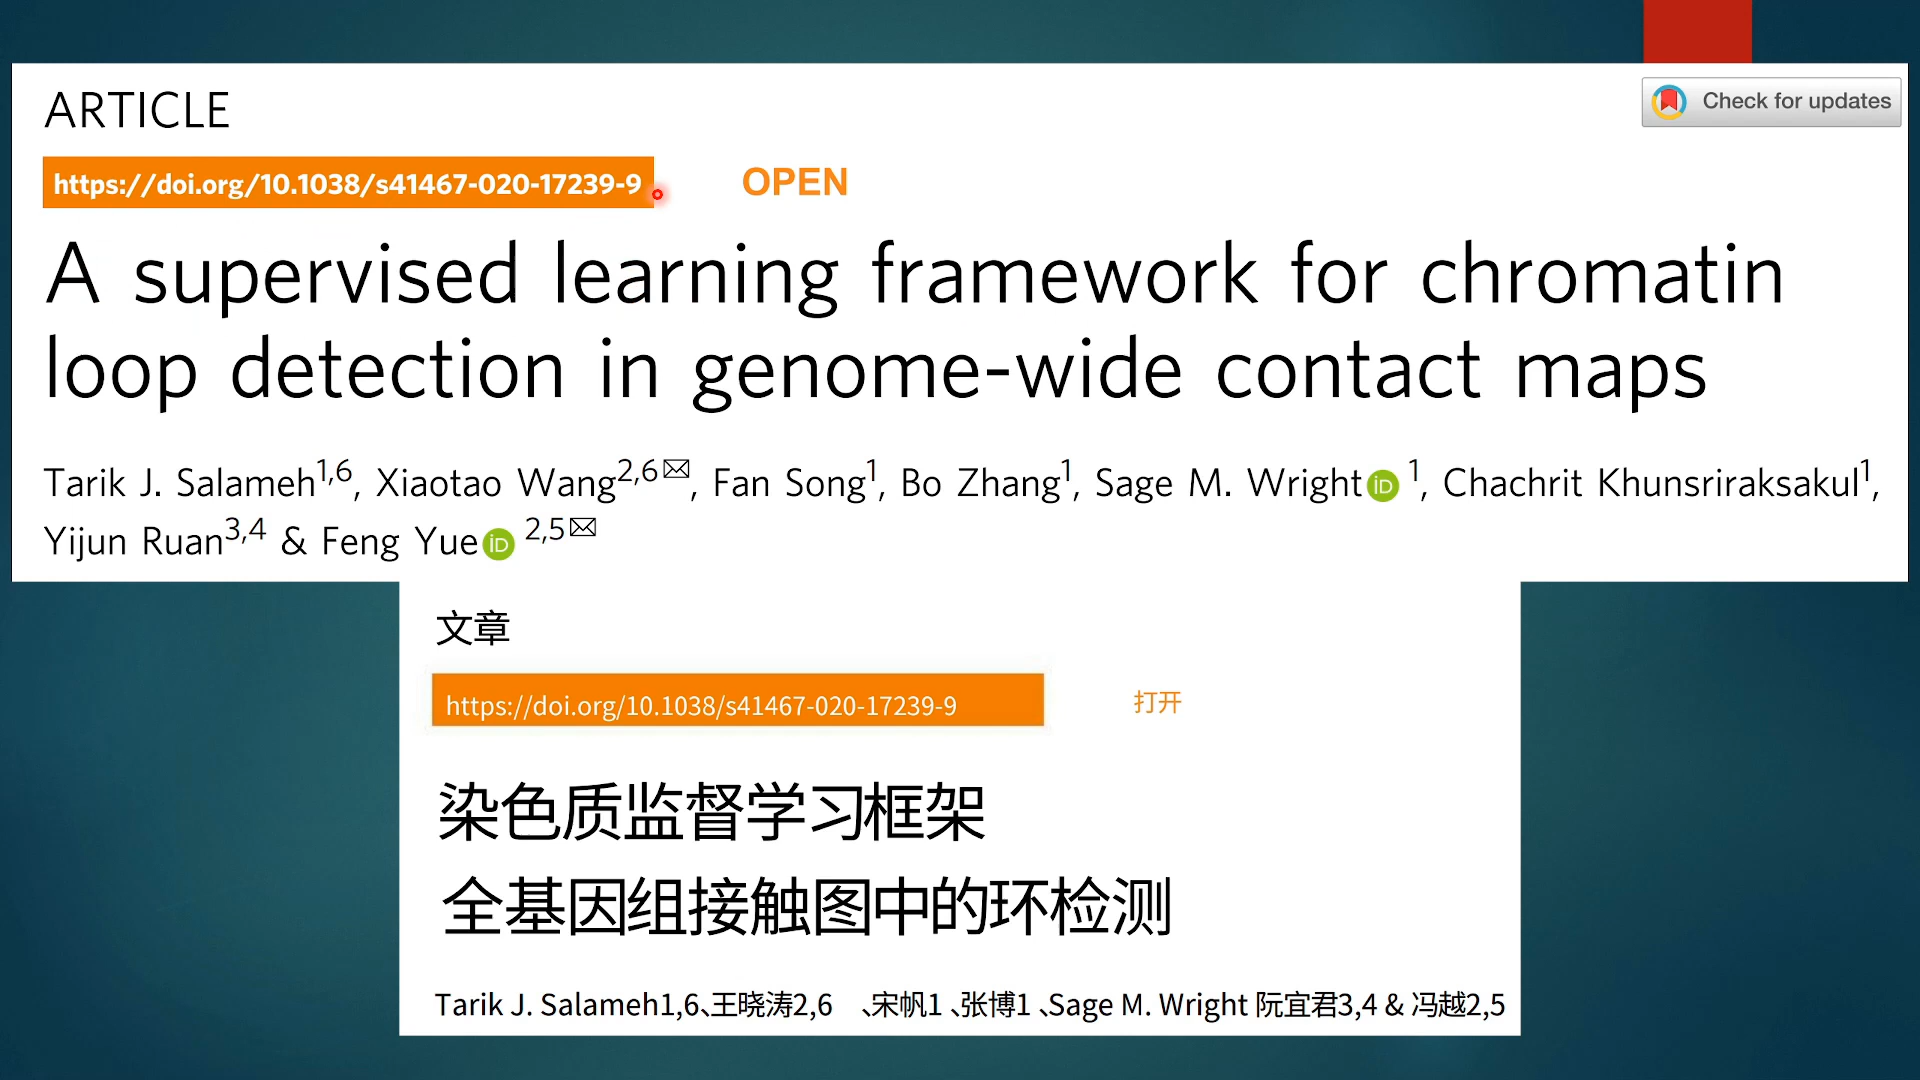 ARTICLE
Check for updates
https://doi.org/10.1038/s41467-020-17239-9
OPEN
A supervised learning framework for chromatin
loop detection in genome-wide contact maps
Tarik J. Salameh1,6, Xiaotao Wang2,6✉, Fan Song1, Bo Zhang1, Sage M. Wright iD 1, Chachrit Khunsriraksakul1,
Yijun Ruan3,4 & Feng Yue iD 2,5✉
文章
https://doi.org/10.1038/s41467-020-17239-9
打开
染色质监督学习框架
全基因组接触图中的环检测
Tarik J. Salameh1,6、王晓涛2,6 、宋帆1 、张博1 、Sage M. Wright 阮宜君3,4 & 冯越2,5